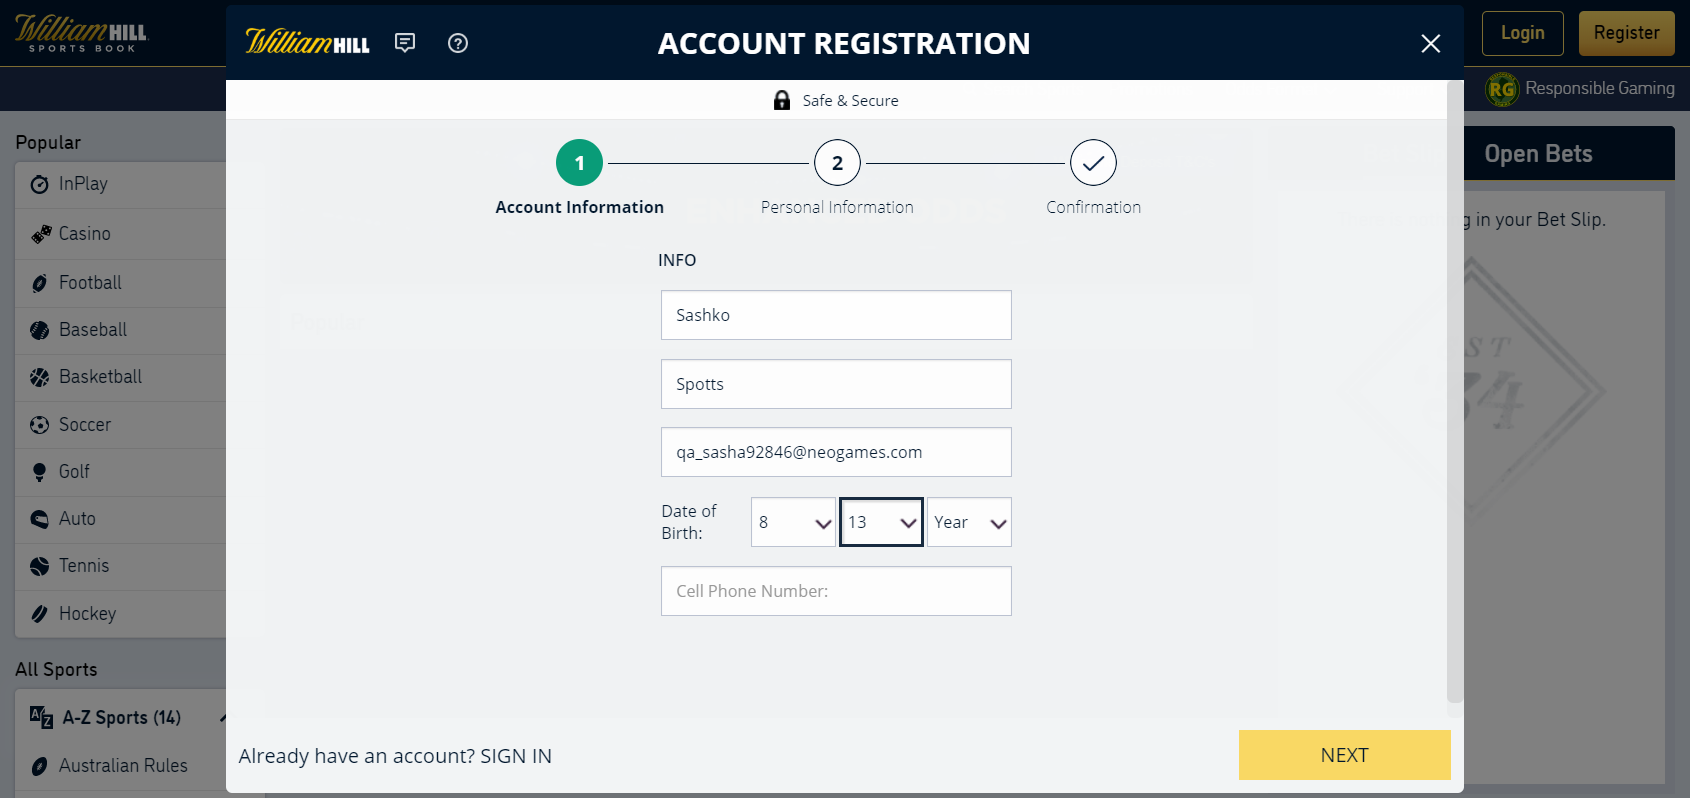 William HILL
SPORTS BOOK
William HILL
ACCOUNT REGISTRATION
Login
Register
Safe & Secure
RG Responsible Gaming
1
2
Account Information
Personal Information
Confirmation
Popular
InPlay
Casino
Football
Baseball
Basketball
Soccer
Golf
Auto
Tennis
Hockey
All Sports
A-Z Sports (14)
Australian Rules
INFO
Sashko
Spotts
qa_sasha92846@neogames.com
Date of
Birth:
8
13
Year
Cell Phone Number:
Already have an account? SIGN IN
NEXT
Open Bets
in your Bet Slip.